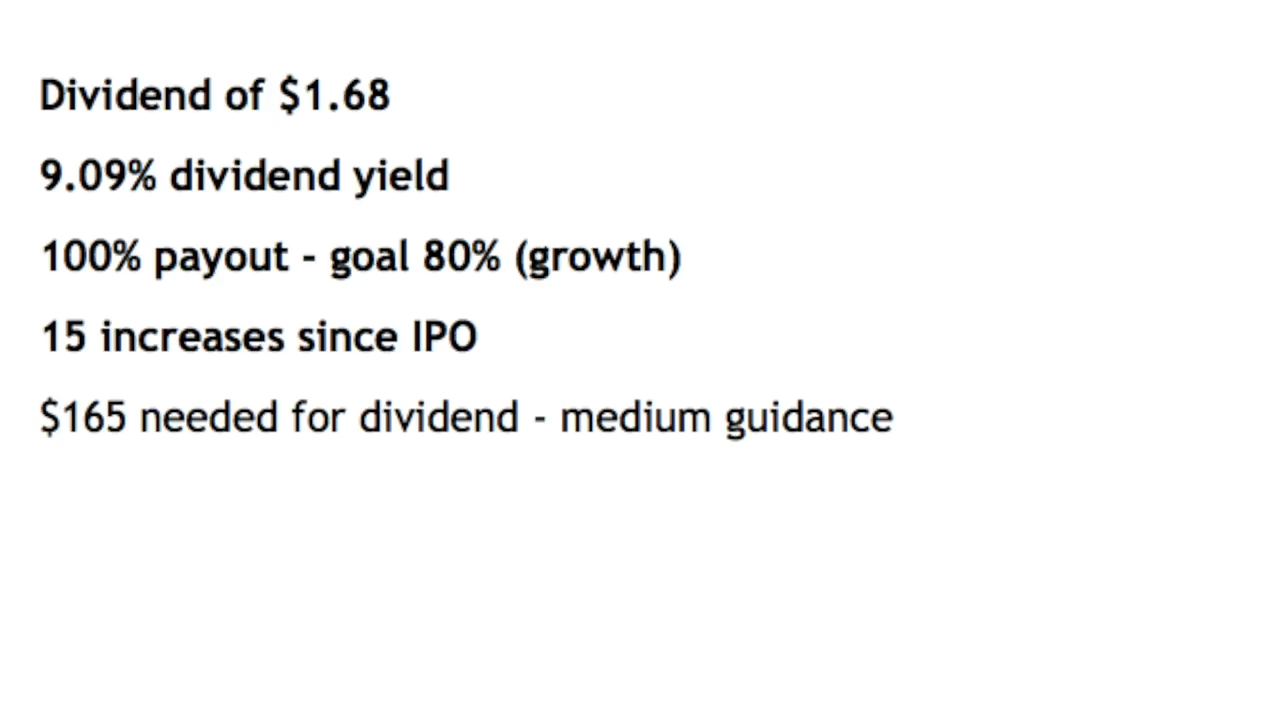 Dividend of $1.68
9.09% dividend yield
100% payout - goal 80% (growth)
15 increases since IPO
$165 needed for dividend - medium guidance